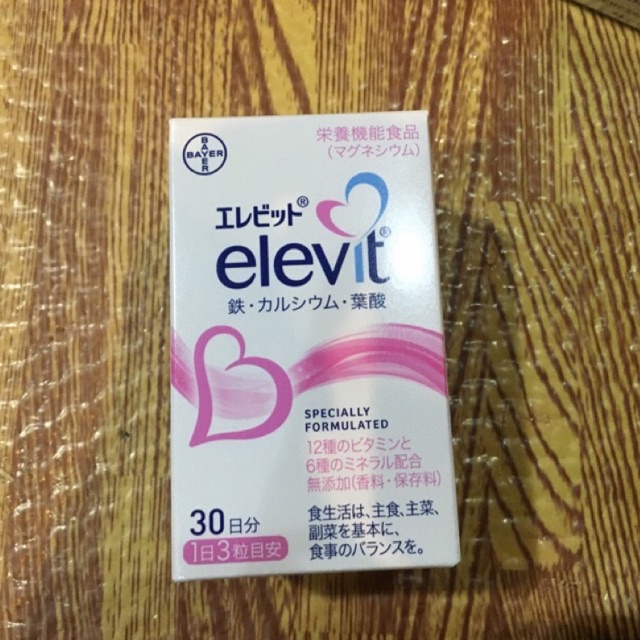 BAYER
BAYER
栄養機能食品
(マグネシウム)
エレビット®
elevit®
鉄・カルシウム・葉酸
SPECIALLY
FORMULATED
12種のビタミンと
6種のミネラル配合
無添加(香料・保存料)
30日分
1日3粒目安
食生活は、主食、主菜、
副菜を基本に、
食事のバランスを。